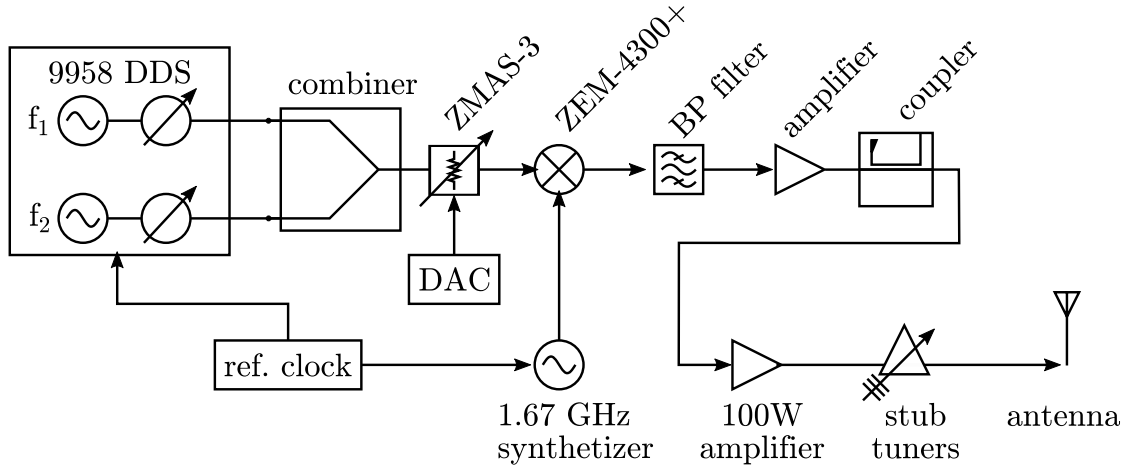 9958 DDS
f1
f2
combiner
ZMAS-3
ZEM-4300+
BP filter
amplifier
coupler
DAC
ref. clock
1.67 GHz
synthetizer
100W
amplifier
stub
tuners
antenna